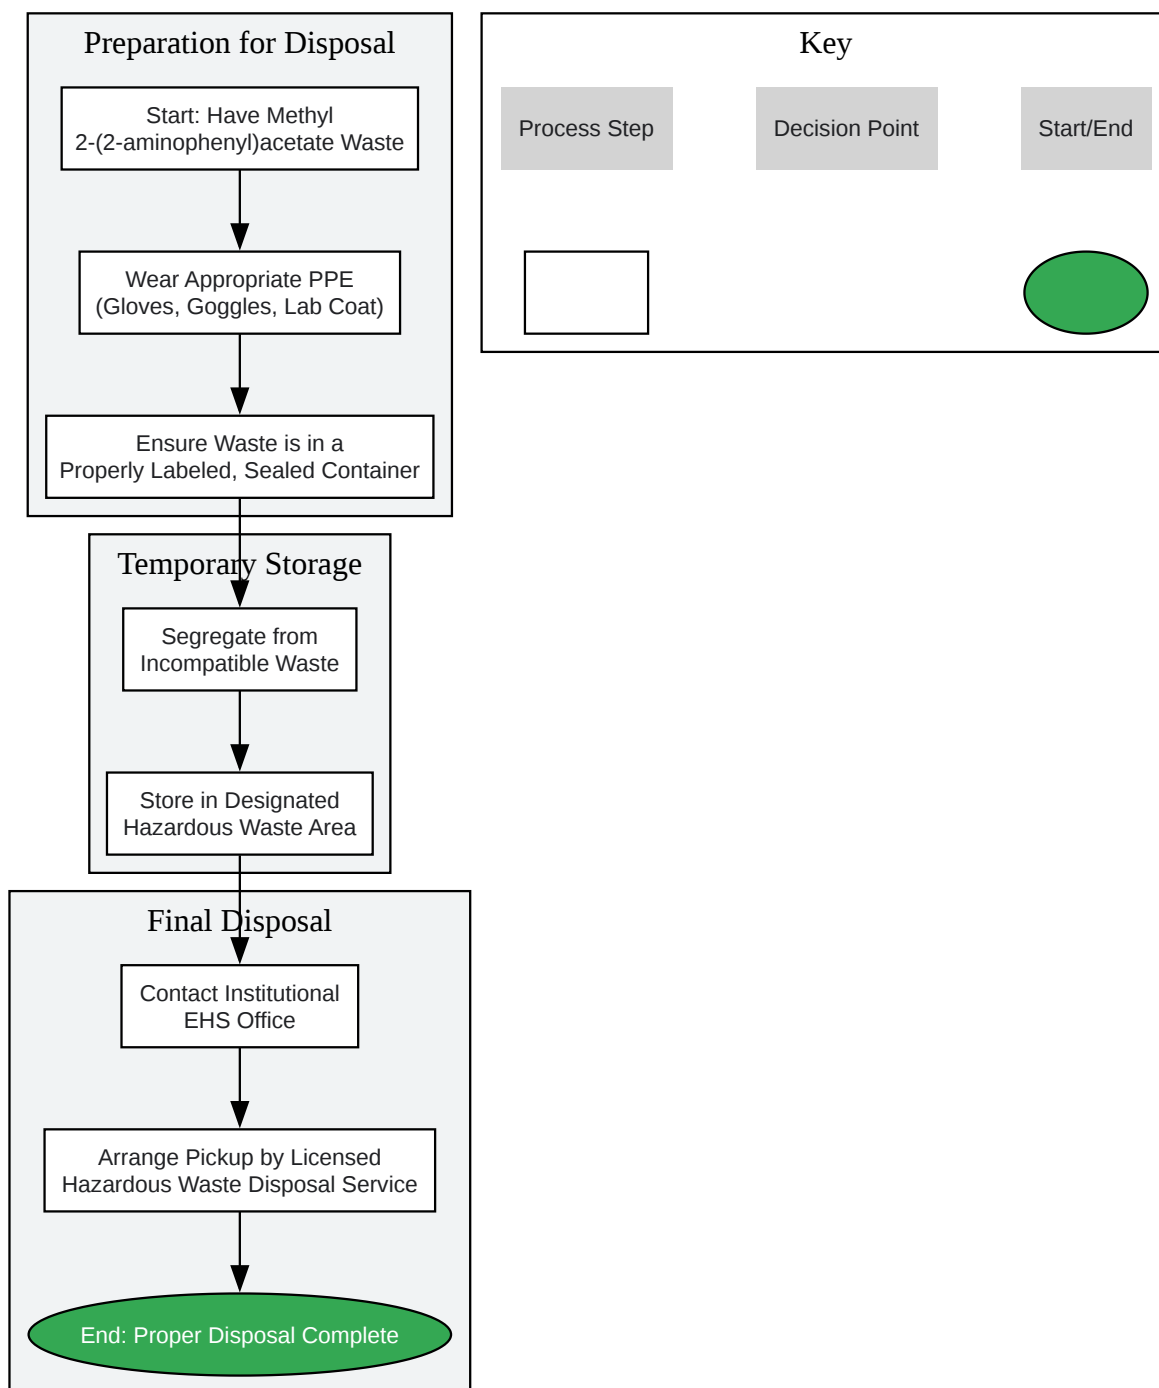 Preparation for Disposal
Start: Have Methyl
2-(2-aminophenyl)acetate Waste
Wear Appropriate PPE
(Gloves, Goggles, Lab Coat)
Ensure Waste is in a
Properly Labeled, Sealed Container
Temporary Storage
Segregate from
Incompatible Waste
Store in Designated
Hazardous Waste Area
Final Disposal
Contact Institutional
EHS Office
Arrange Pickup by Licensed
Hazardous Waste Disposal Service
End: Proper Disposal Complete
Key
Process Step
Decision Point
Start/End